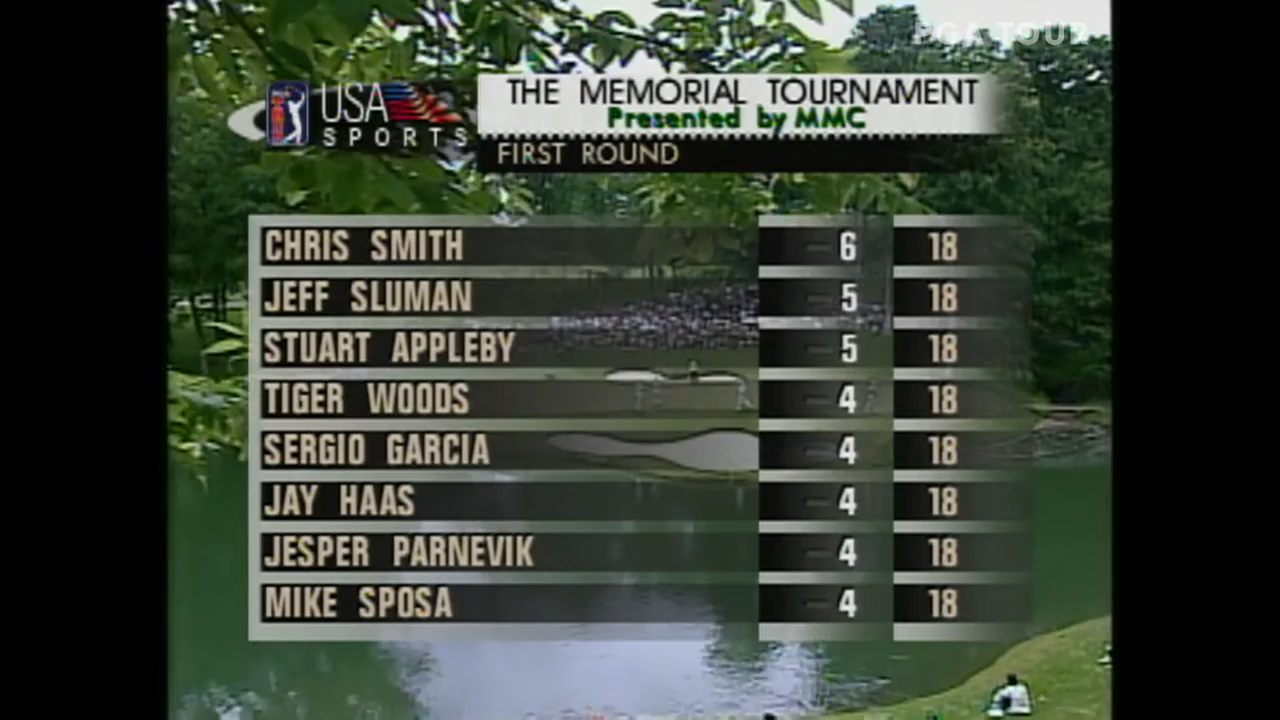 PGA TOUR
USA
SPORTS
THE MEMORIAL TOURNAMENT
Presented by MMC
FIRST ROUND
CHRIS SMITH - 6 18
JEFF SLUMAN - 5 18
STUART APPLEBY - 5 18
TIGER WOODS - 4 18
SERGIO GARCIA - 4 18
JAY HAAS - 4 18
JESPER PARNEVIK - 4 18
MIKE SPOSA - 4 18